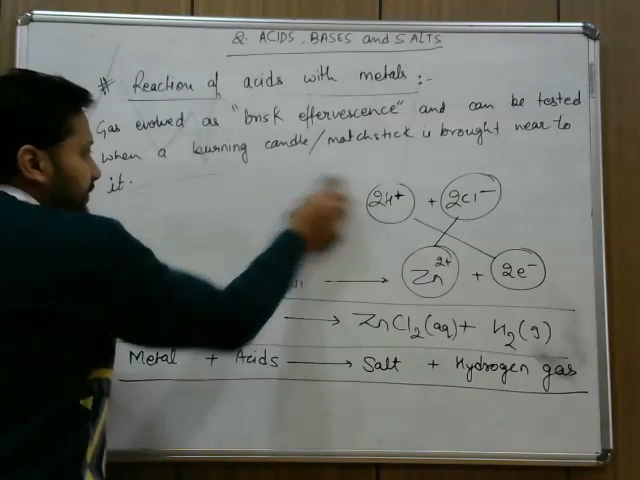 2. ACIDS, BASES and SALTS
# Reaction of acids with metals :-
Gas evolved as "brisk effervescence" and can be tested
when a burning candle/matchstick is brought near to
it.
2H+ + 2Cl−
→ Zn2+ + 2e−
→ ZnCl2(aq) + H2(g)
Metal + Acids → Salt + Hydrogen gas